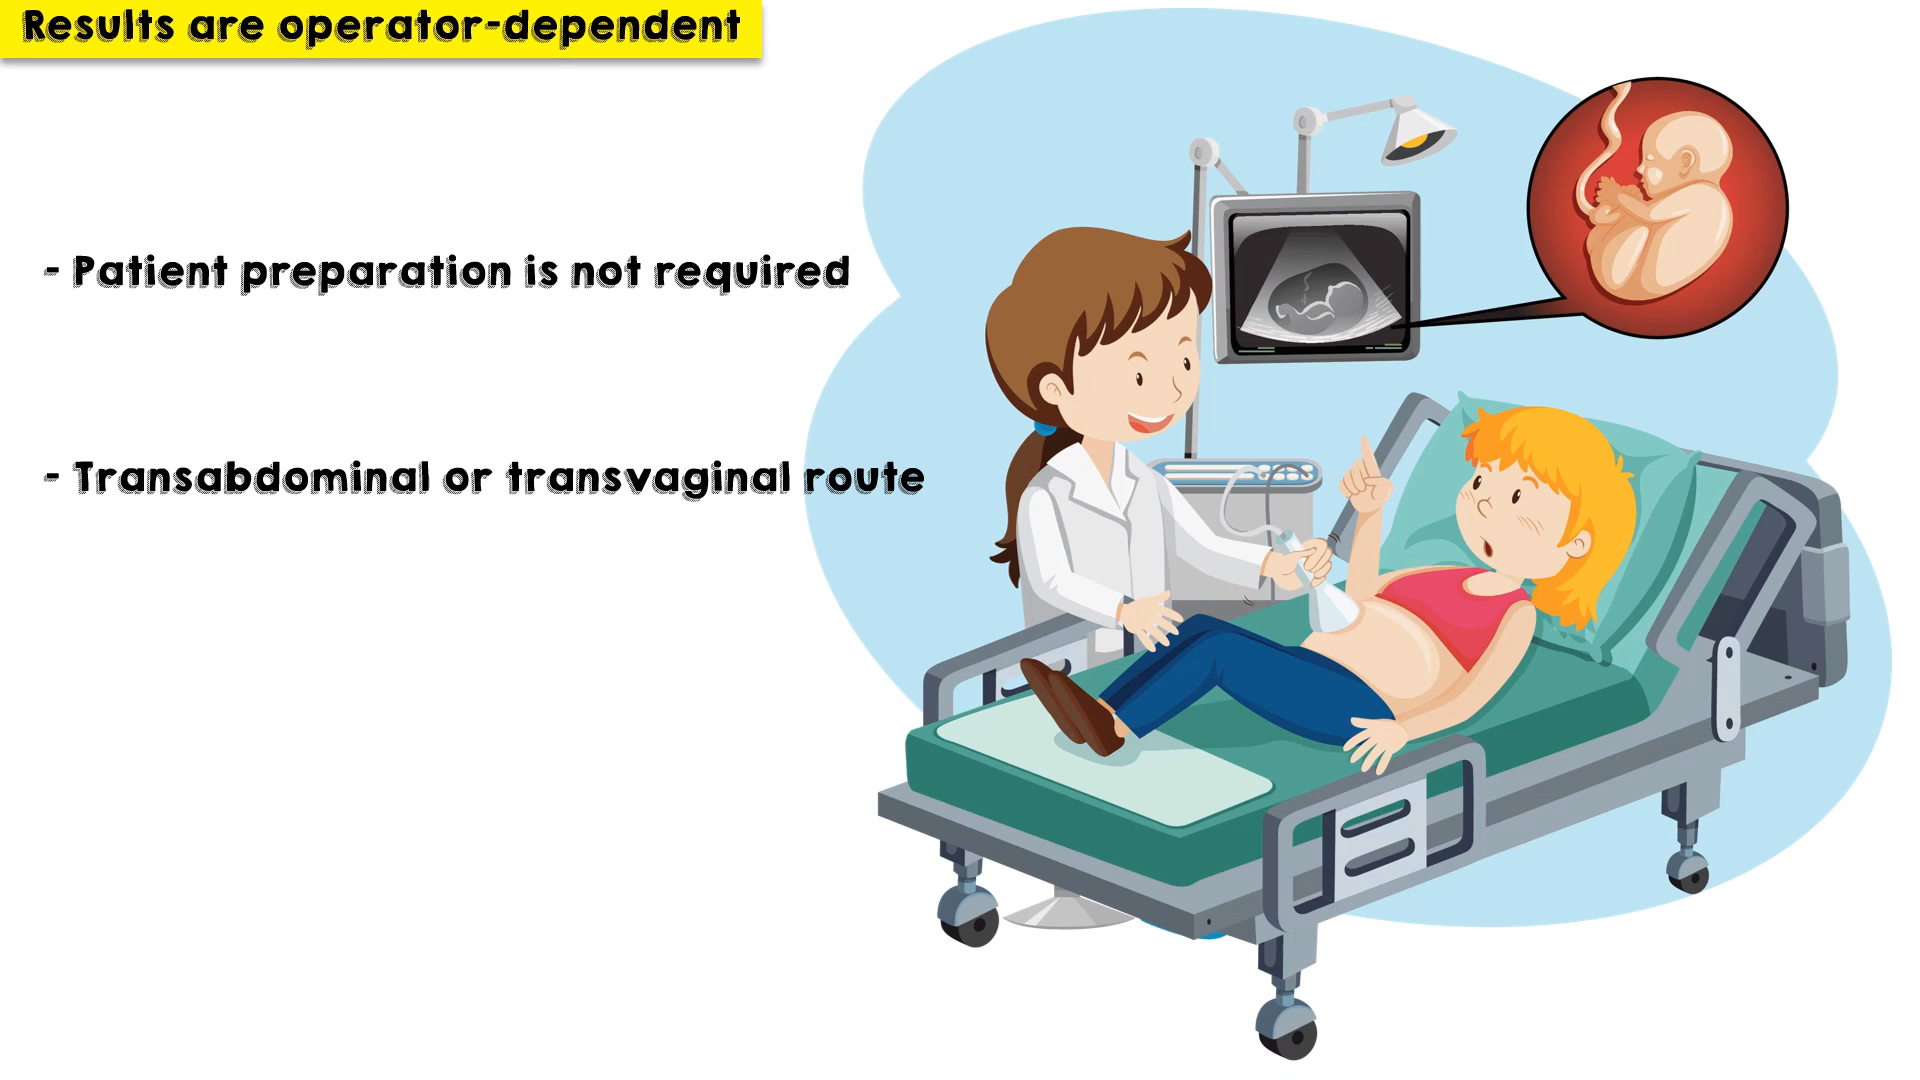 Results are operator-dependent
- Patient preparation is not required
- Transabdominal or transvaginal route